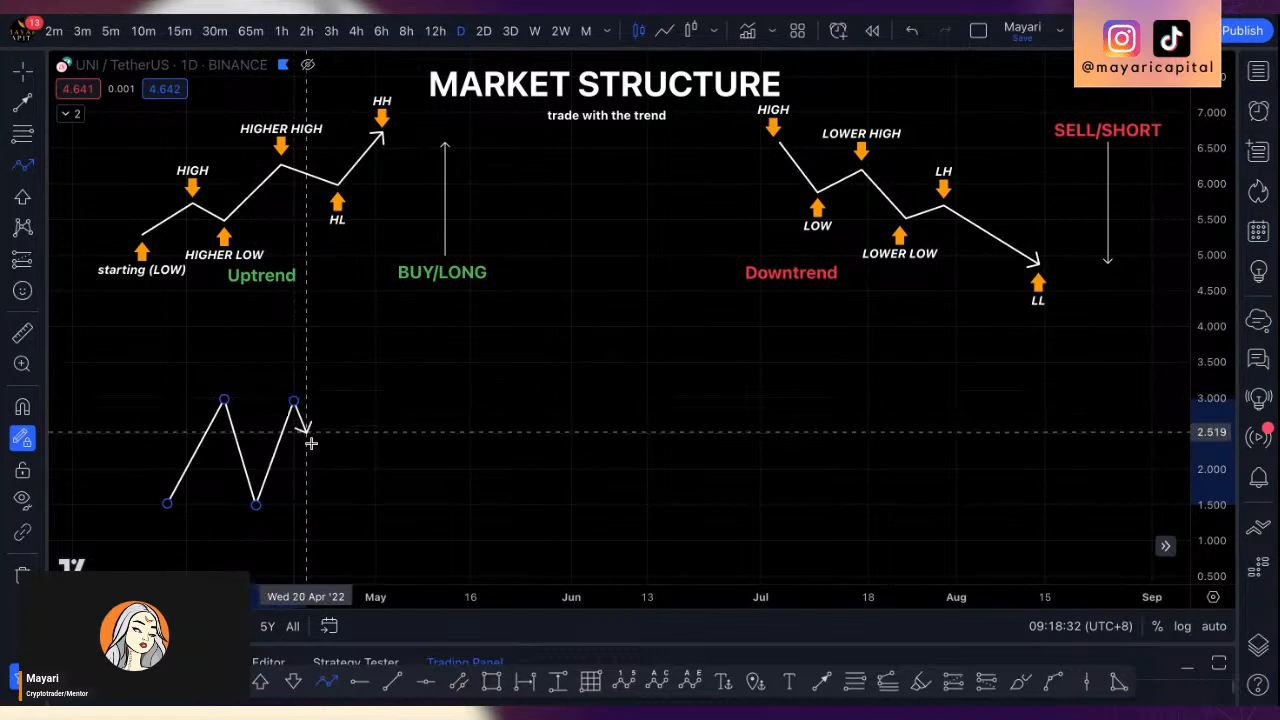 13
2m 3m 5m 10m 15m 30m 65m 1h 2h 3h 4h 6h 8h 12h D 2D 3D W 2W M
Mayari
Save
Publish
@mayaricapital
UNI / TetherUS · 1D · BINANCE
4.641 0.001 4.642
2
MARKET STRUCTURE
trade with the trend
HH
HIGHER HIGH
HIGH
HL
HIGHER LOW
starting (LOW)
Uptrend
BUY/LONG
HIGH
LOWER HIGH
LH
LOW
LOWER LOW
LL
Downtrend
SELL/SHORT
7.000
6.500
6.000
5.500
5.000
4.500
4.000
3.500
3.000
2.519
2.000
1.500
1.000
0.500
Wed 20 Apr '22 May 16 Jun 13 Jul 18 Aug 15 Sep
5Y All 09:18:32 (UTC+8) % log auto
Editor Strategy Tester Trading Panel
Mayari
Cryptotrader/Mentor